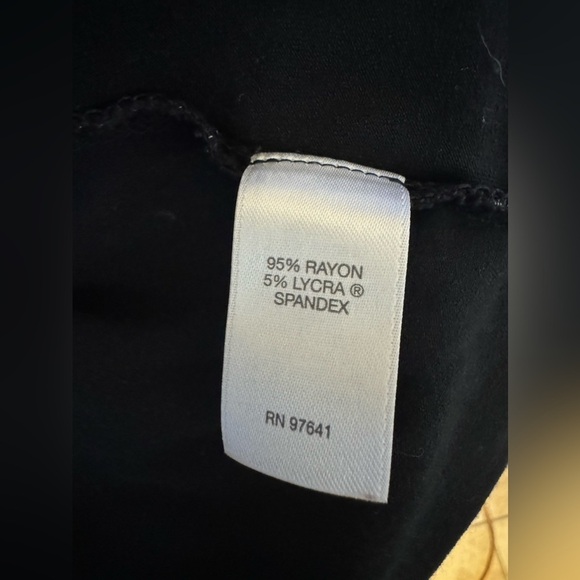 95% RAYON
5% LYCRA ®
SPANDEX
RN 97641